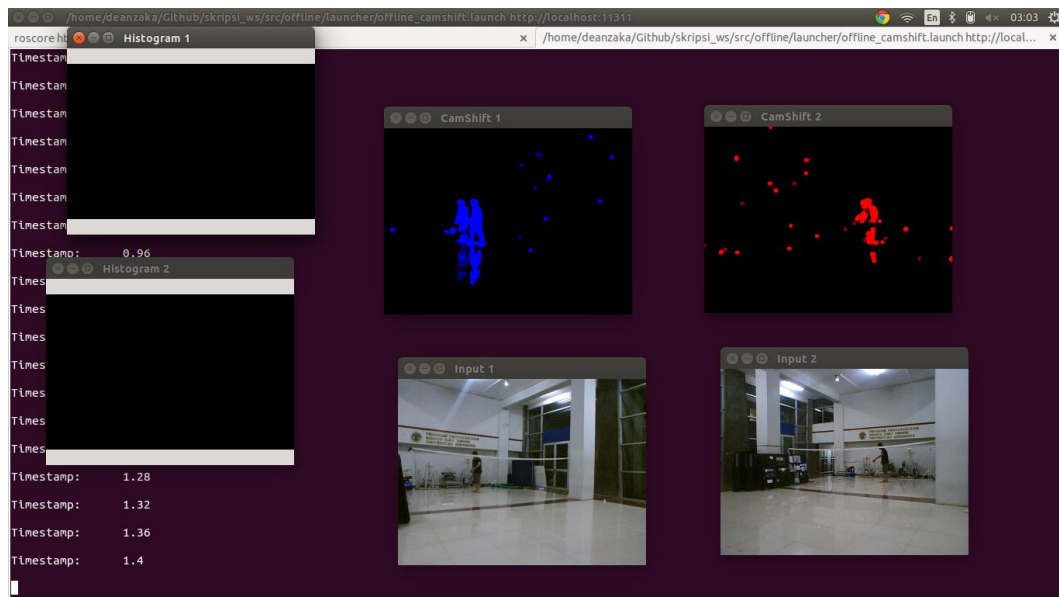 /home/deanzaka/Github/skripsi_ws/src/offline/launcher/offline_camshift.launch http://localhost:11311
En
03:03
roscore ht
/home/deanzaka/Github/skripsi_ws/src/offline/launcher/offline_camshift.launch http://local...
Histogram 1
Timestam
Timestam
Timestam
Timestam
Timestam
Timestam
Timestam
CamShift 1
CamShift 2
Timestamp: 0.96
Histogram 2
Times
Times
Times
Times
Times
Times
Times
Input 1
Input 2
Timestamp: 1.28
Timestamp: 1.32
Timestamp: 1.36
Timestamp: 1.4